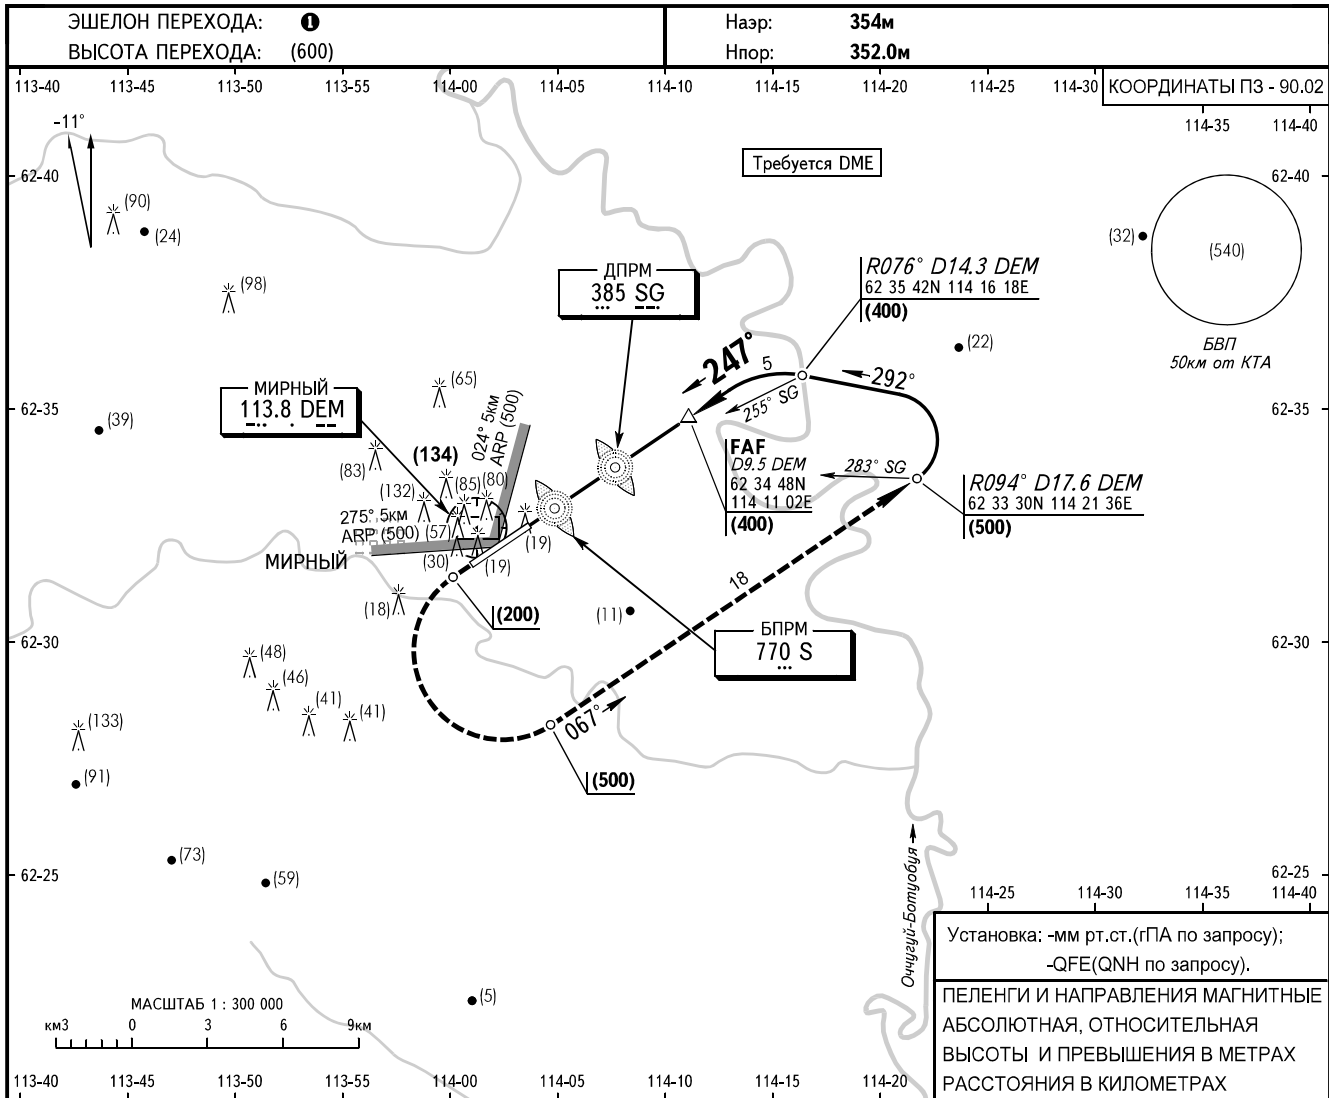 ЭШЕЛОН ПЕРЕХОДА: 1
ВЫСОТА ПЕРЕХОДА: (600)
Наэр: 354м
Нпор: 352.0м
113-40 113-45 113-50 113-55 114-00 114-05 114-10 114-15 114-20 114-25 114-30
КООРДИНАТЫ ПЗ - 90.02
114-35 114-40
-11°
62-40
62-40
Требуется DME
(90)
(24)
(98)
(32)
(540)
БВП
50км от КТА
ДПРМ
385 SG
R076° D14.3 DEM
62 35 42N 114 16 18E
(400)
(22)
247°
5
292°
255° SG
МИРНЫЙ
113.8 DEM
(65)
024° 5км
ARP (500)
62-35
62-35
(39)
(83)
(134)
(132)
(85)
(80)
FAF
D9.5 DEM
62 34 48N
114 11 02E
(400)
283° SG
R094° D17.6 DEM
62 33 30N 114 21 36E
(500)
275° 5км
ARP (500)
(57)
(19)
МИРНЫЙ
(30)
(19)
(18)
(200)
(11)
18
БПРМ
770 S
62-30
62-30
(48)
(46)
(41)
(41)
(133)
067°
(91)
(500)
(73)
(59)
62-25
62-25
114-25 114-30 114-35 114-40
Оччугуй-Ботуобуя
(5)
Установка: -мм рт.ст.(гПА по запросу);
-QFE(QNH по запросу).
ПЕЛЕНГИ И НАПРАВЛЕНИЯ МАГНИТНЫЕ
АБСОЛЮТНАЯ, ОТНОСИТЕЛЬНАЯ
ВЫСОТЫ И ПРЕВЫШЕНИЯ В МЕТРАХ
РАССТОЯНИЯ В КИЛОМЕТРАХ
МАСШТАБ 1 : 300 000
км3 0 3 6 9км
113-40 113-45 113-50 113-55 114-00 114-05 114-10 114-15 114-20